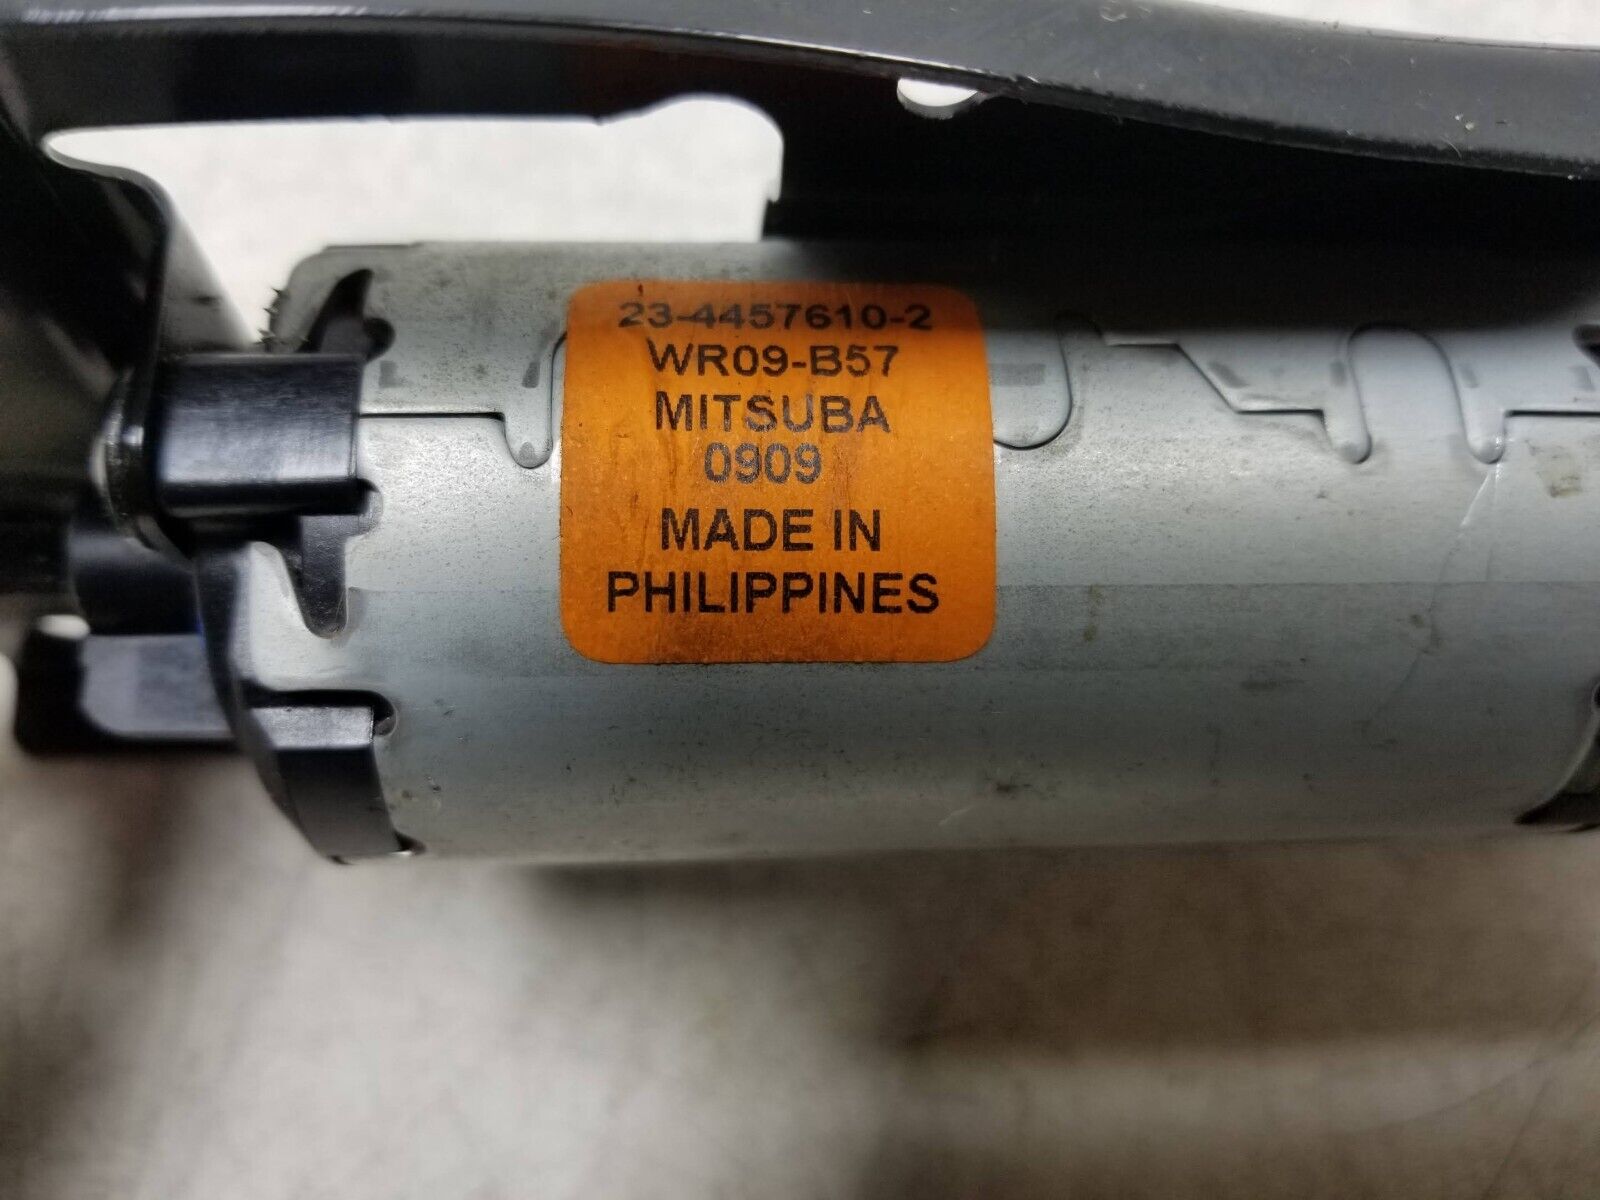 23-4457610-2
WR09-B57
MITSUBA
0909
MADE IN
PHILIPPINES